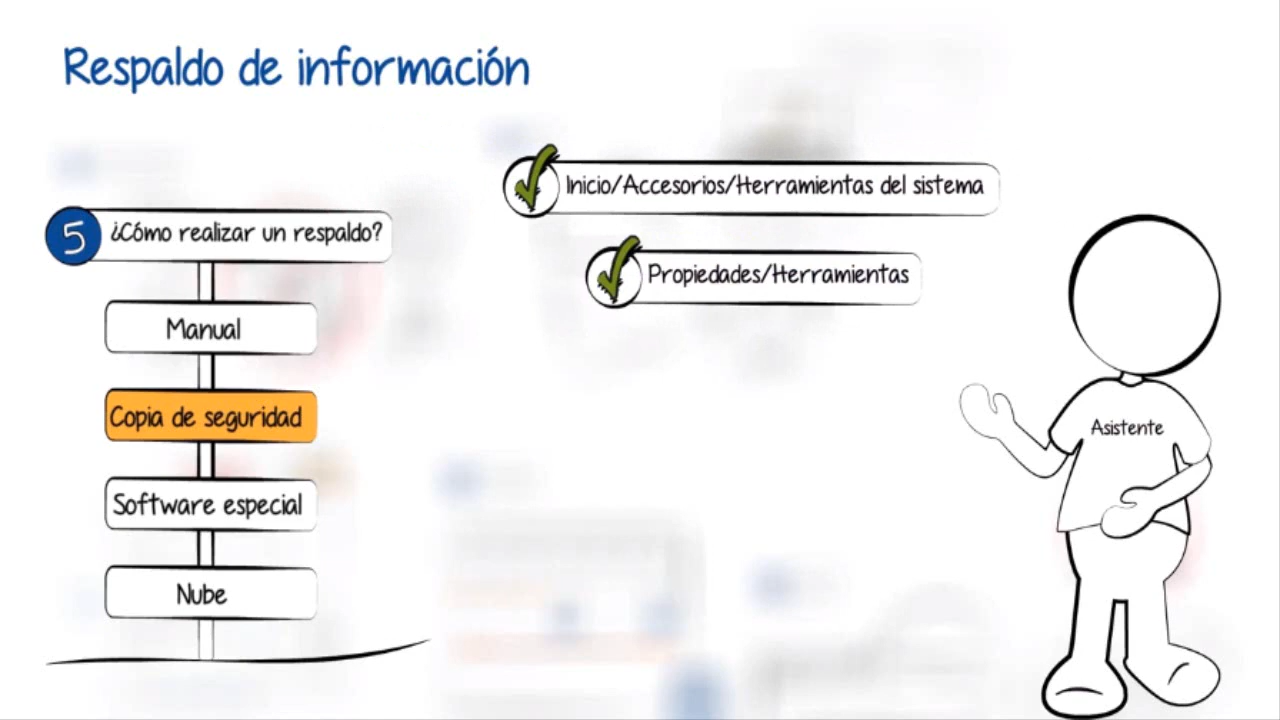 Respaldo de información
5 ¿Cómo realizar un respaldo?
Manual
Copia de seguridad
Software especial
Nube
Inicio/Accesorios/Herramientas del sistema
Propiedades/Herramientas
Asistente